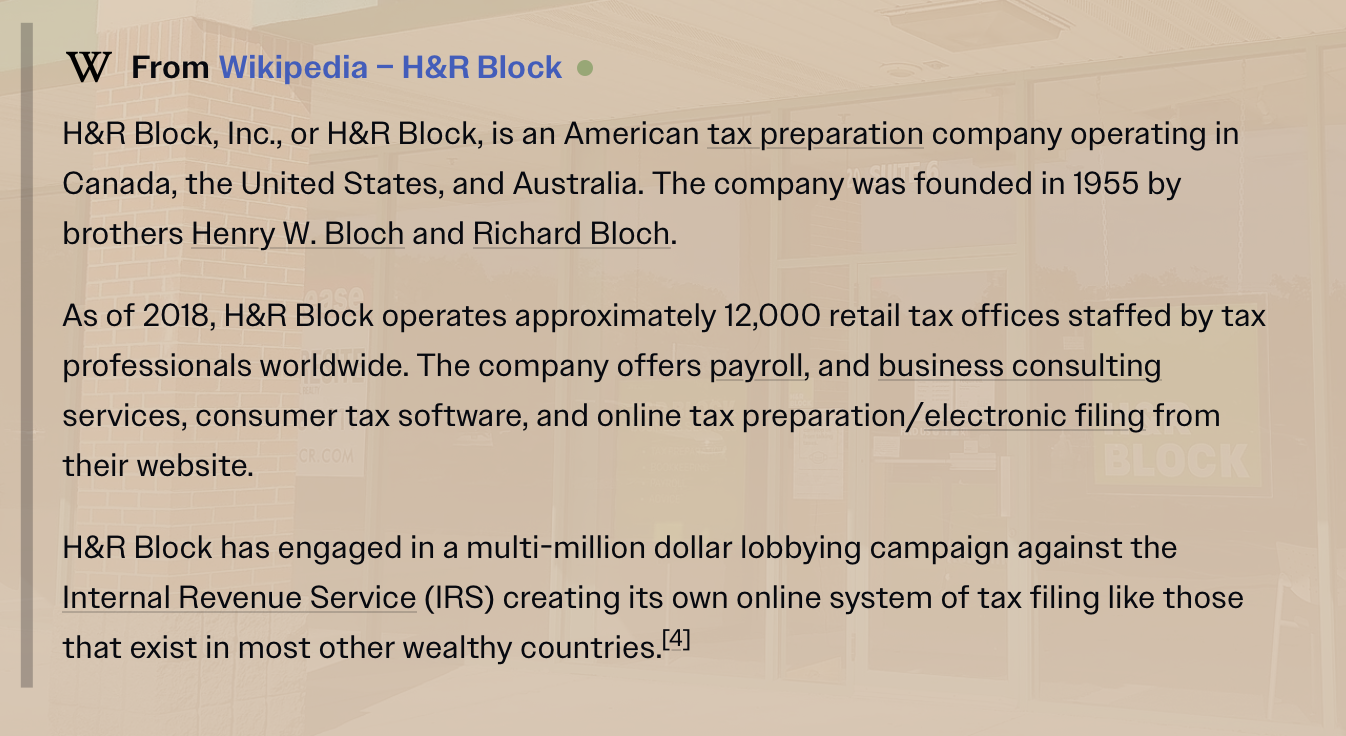 W From Wikipedia – H&R Block
H&R Block, Inc., or H&R Block, is an American tax preparation company operating in
Canada, the United States, and Australia. The company was founded in 1955 by
brothers Henry W. Bloch and Richard Bloch.
As of 2018, H&R Block operates approximately 12,000 retail tax offices staffed by tax
professionals worldwide. The company offers payroll, and business consulting
services, consumer tax software, and online tax preparation/electronic filing from
their website.
H&R Block has engaged in a multi-million dollar lobbying campaign against the
Internal Revenue Service (IRS) creating its own online system of tax filing like those
that exist in most other wealthy countries.[4]
SUITE 6
CR.COM
BLOCK